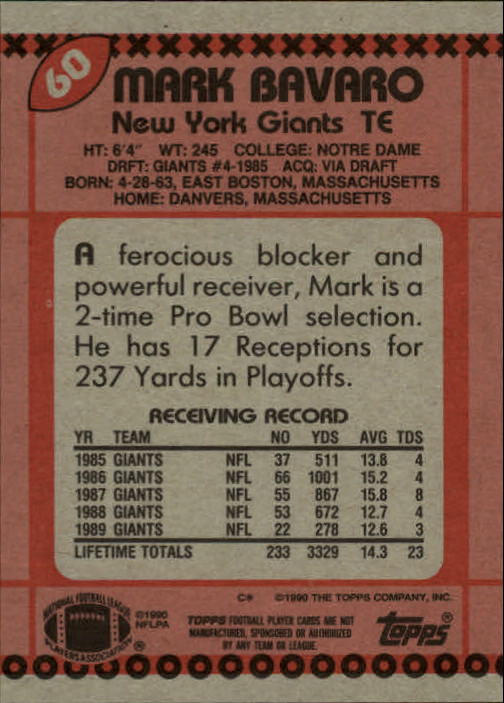 60
MARK BAVARO
New York Giants TE
HT: 6'4" WT: 245 COLLEGE: NOTRE DAME
DRFT: GIANTS #4-1985 ACQ: VIA DRAFT
BORN: 4-28-63, EAST BOSTON, MASSACHUSETTS
HOME: DANVERS, MASSACHUSETTS
A ferocious blocker and
powerful receiver, Mark is a
2-time Pro Bowl selection.
He has 17 Receptions for
237 Yards in Playoffs.
RECEIVING RECORD
YR TEAM NO YDS AVG TDS
1985 GIANTS NFL 37 511 13.8 4
1986 GIANTS NFL 66 1001 15.2 4
1987 GIANTS NFL 55 867 15.8 8
1988 GIANTS NFL 53 672 12.7 4
1989 GIANTS NFL 22 278 12.6 3
LIFETIME TOTALS 233 3329 14.3 23
C* ©1990 THE TOPPS COMPANY, INC.
NATIONAL FOOTBALL LEAGUE
PLAYERS ASSOCIATION
®
©1990
NFLPA
TOPPS FOOTBALL PLAYER CARDS ARE NOT
MANUFACTURED, SPONSORED OR AUTHORIZED
BY ANY TEAM OR LEAGUE.
topps®